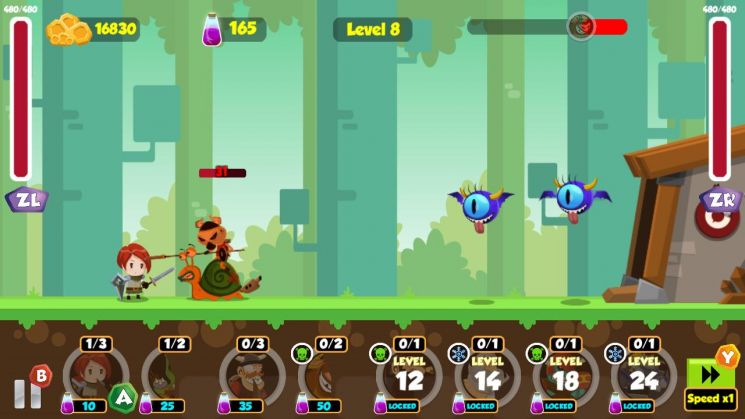 480/480
16830
165
Level 8
480/480
31
ZL
ZR
1/3
1/2
0/3
0/2
0/1
0/1
0/1
0/1
LEVEL
12
LEVEL
14
LEVEL
18
LEVEL
24
B
A
Y
10
25
35
50
LOCKED
LOCKED
LOCKED
LOCKED
Speed x1